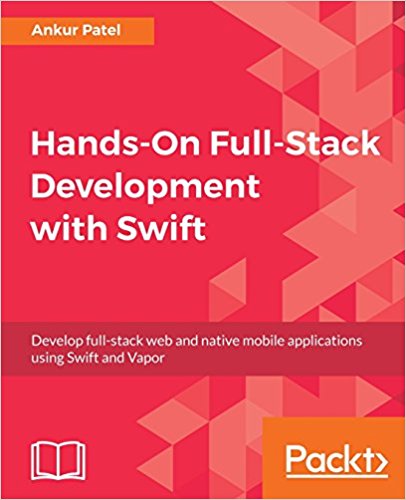 Ankur Patel
Hands-On Full-Stack
Development
with Swift
Develop full-stack web and native mobile applications
using Swift and Vapor
Packt>